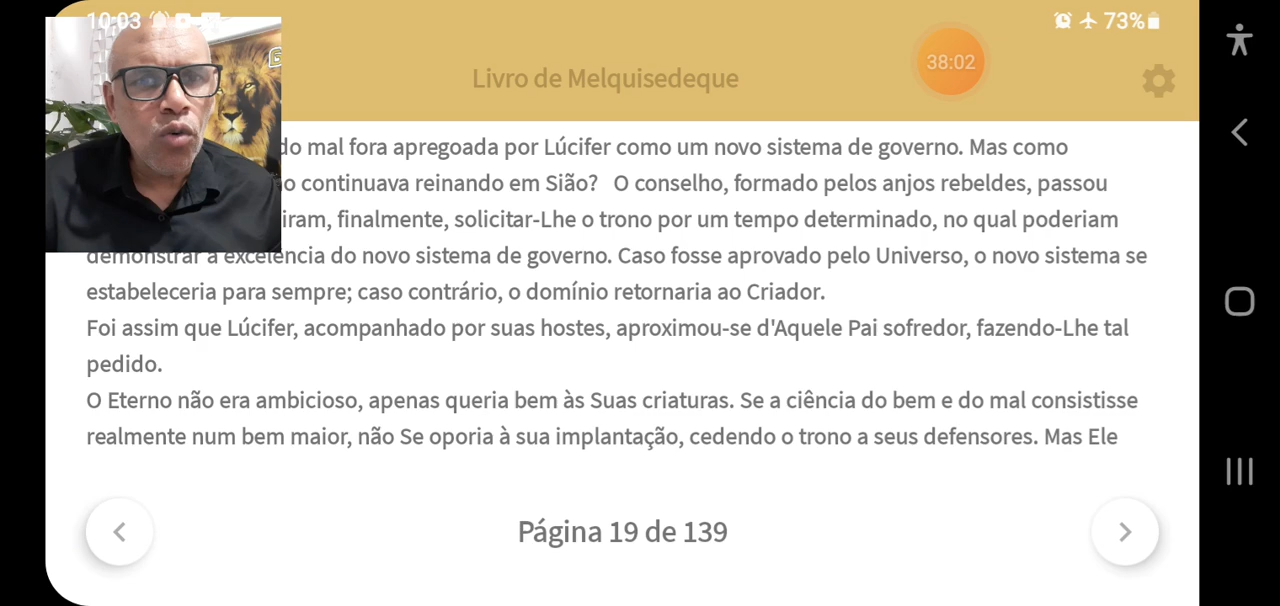 10:03
73%
38:02
Livro de Melquisedeque
do mal fora apregoada por Lúcifer como um novo sistema de governo. Mas como
continuava reinando em Sião? O conselho, formado pelos anjos rebeldes, passou
iram, finalmente, solicitar-Lhe o trono por um tempo determinado, no qual poderiam
demonstrar a excelência do novo sistema de governo. Caso fosse aprovado pelo Universo, o novo sistema se
estabeleceria para sempre; caso contrário, o domínio retornaria ao Criador.
Foi assim que Lúcifer, acompanhado por suas hostes, aproximou-se d'Aquele Pai sofredor, fazendo-Lhe tal
pedido.
O Eterno não era ambicioso, apenas queria bem às Suas criaturas. Se a ciência do bem e do mal consistisse
realmente num bem maior, não Se oporia à sua implantação, cedendo o trono a seus defensores. Mas Ele
Página 19 de 139